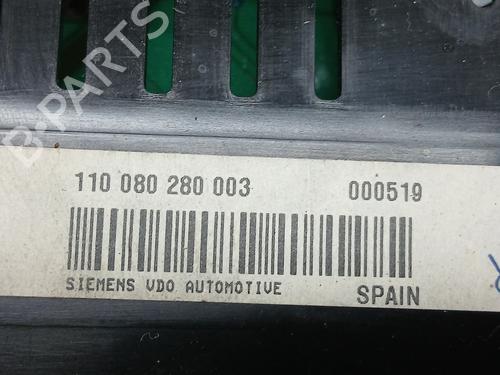 B-PARTS
110 080 280 003 000519
SIEMENS VDO AUTOMOTIVE SPAIN